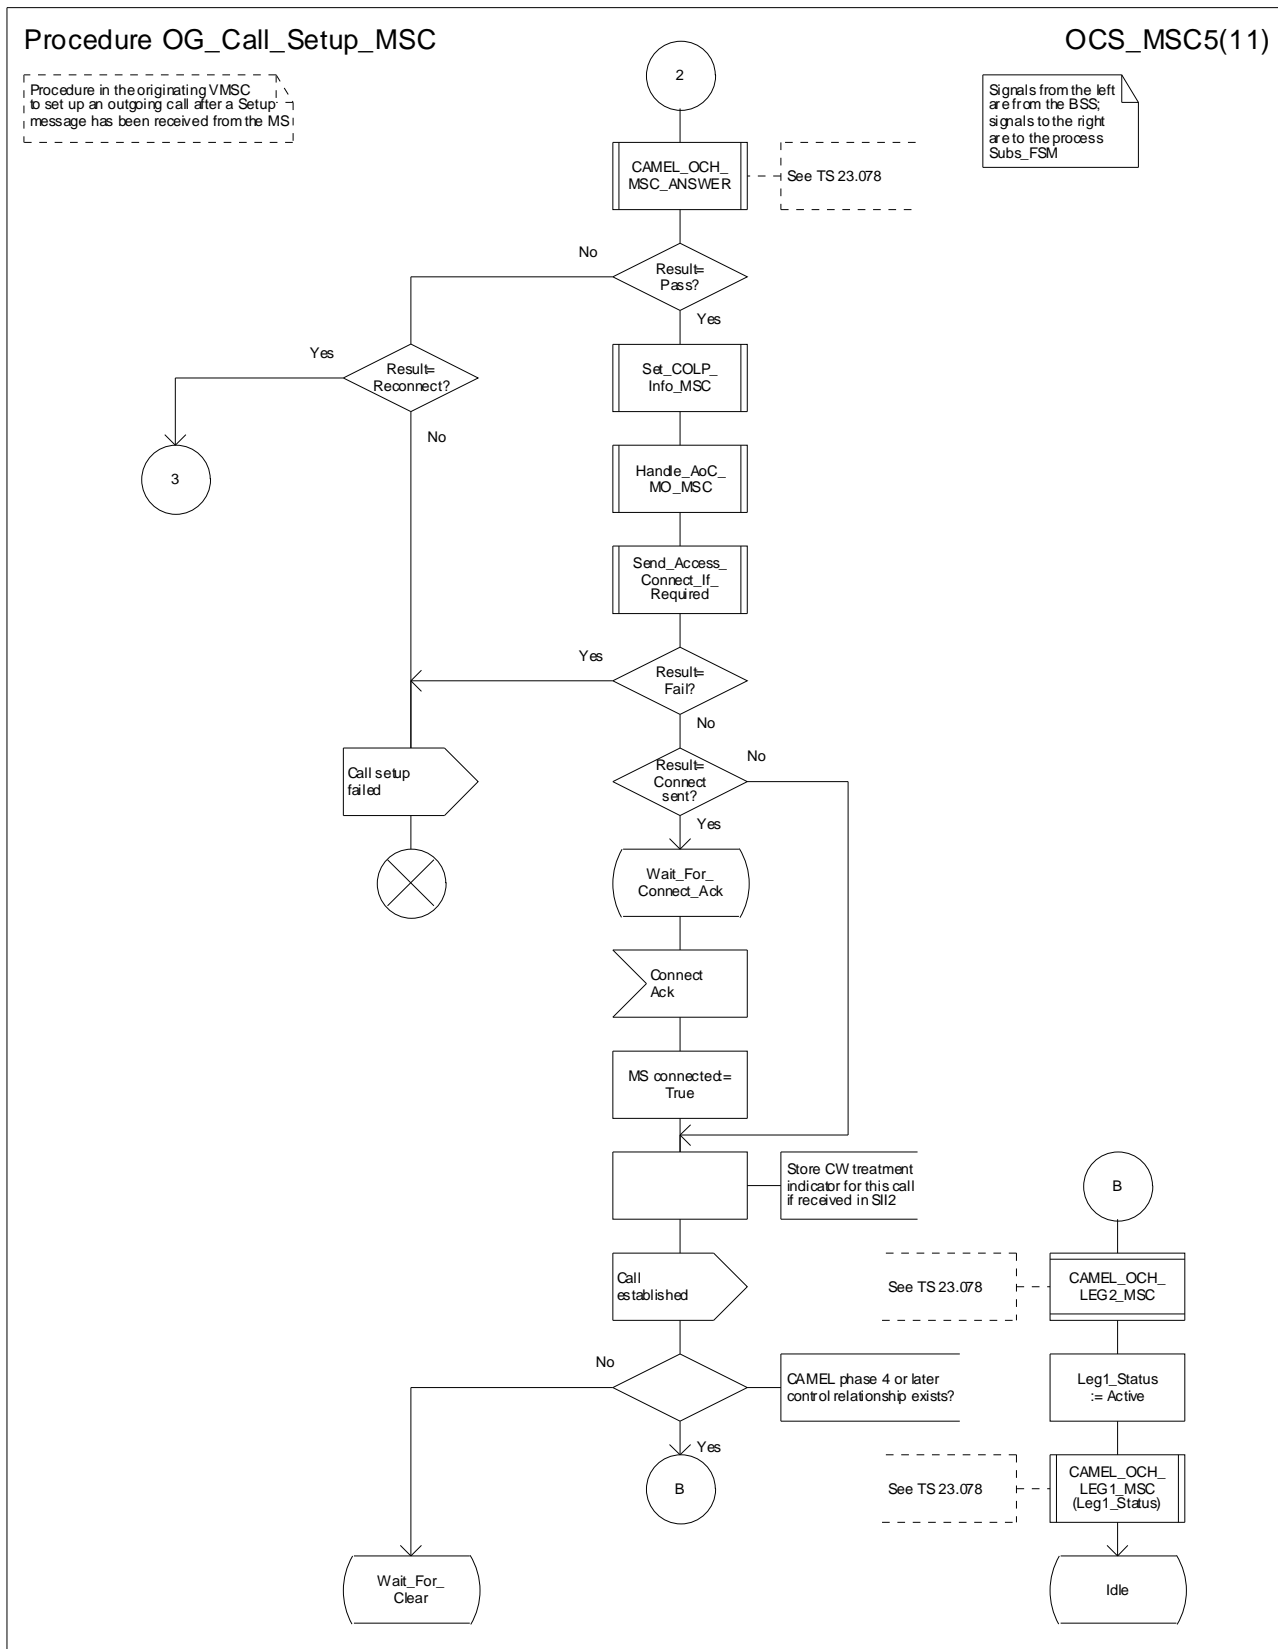 Procedure OG_Call_Setup_MSC
OCS_MSC5(11)
Procedure in the originating VMSC
to set up an outgoing call after a Setup
message has been received from the MS
2
Signals from the left
are from the BSS;
signals to the right
are to the process
Subs_FSM
CAMEL_OCH_
MSC_ANSWER
See TS 23.078
No
Result=
Pass?
Yes
Yes
Result=
Reconnect?
Set_COLP_
Info_MSC
No
3
Handle_AoC_
MO_MSC
Send_Access_
Connect_If_
Required
Yes
Result=
Fail?
No
Call setup
failed
Result=
Connect
sent?
No
Yes
Wait_For_
Connect_Ack
Connect
Ack
MS connected:=
True
Store CW treatment
indicator for this call
if received in SII2
B
Call
established
See TS 23.078
CAMEL_OCH_
LEG2_MSC
No
CAMEL phase 4 or later
control relationship exists?
Leg1_Status
:= Active
Yes
B
See TS 23.078
CAMEL_OCH_
LEG1_MSC
(Leg1_Status)
Wait_For_
Clear
Idle